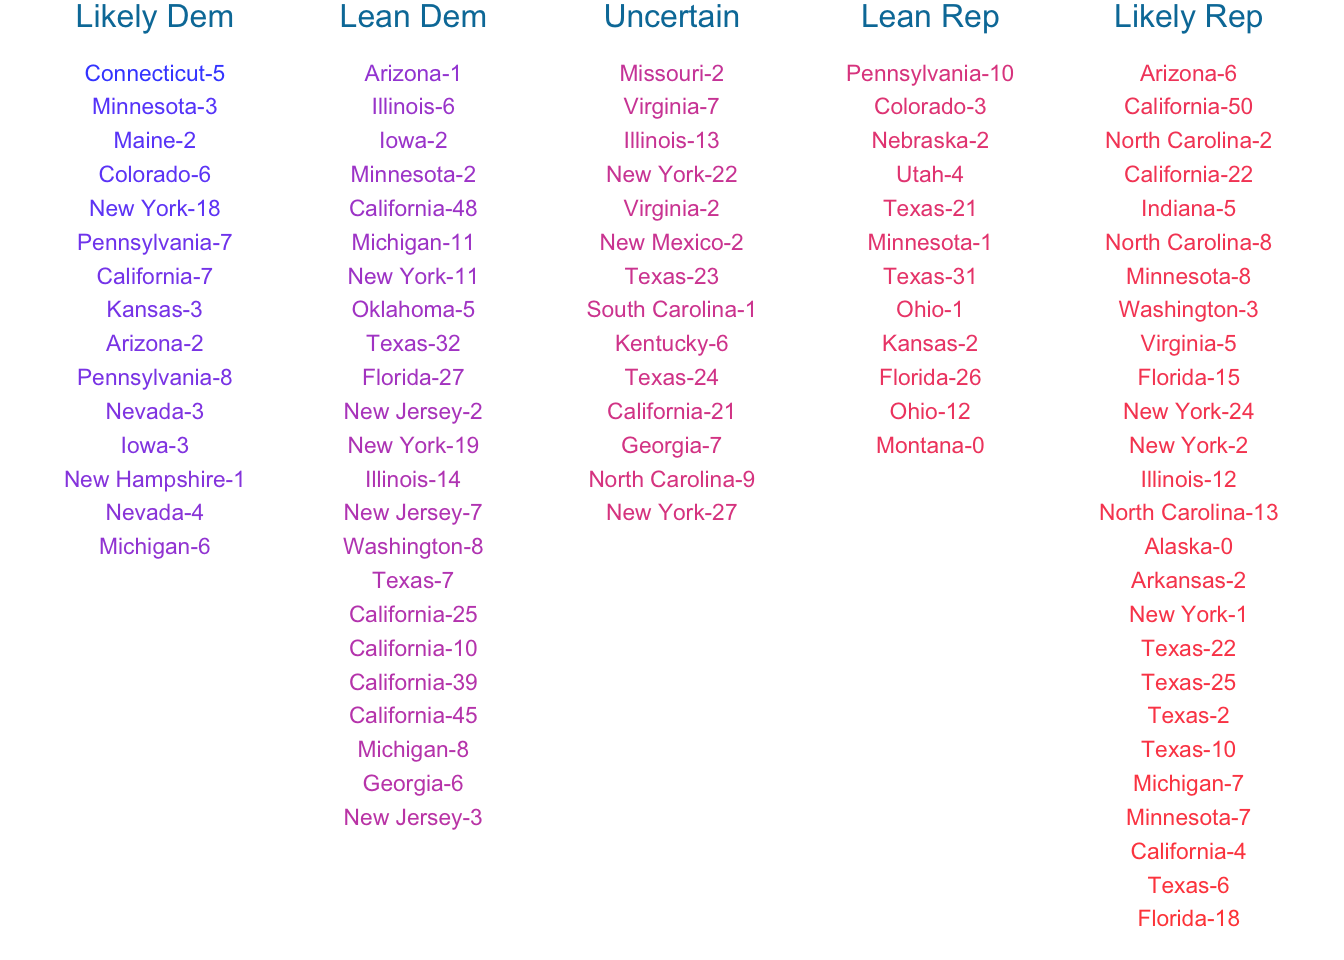 Likely Dem
Connecticut-5
Minnesota-3
Maine-2
Colorado-6
New York-18
Pennsylvania-7
California-7
Kansas-3
Arizona-2
Pennsylvania-8
Nevada-3
Iowa-3
New Hampshire-1
Nevada-4
Michigan-6
Lean Dem
Arizona-1
Illinois-6
Iowa-2
Minnesota-2
California-48
Michigan-11
New York-11
Oklahoma-5
Texas-32
Florida-27
New Jersey-2
New York-19
Illinois-14
New Jersey-7
Washington-8
Texas-7
California-25
California-10
California-39
California-45
Michigan-8
Georgia-6
New Jersey-3
Uncertain
Missouri-2
Virginia-7
Illinois-13
New York-22
Virginia-2
New Mexico-2
Texas-23
South Carolina-1
Kentucky-6
Texas-24
California-21
Georgia-7
North Carolina-9
New York-27
Lean Rep
Pennsylvania-10
Colorado-3
Nebraska-2
Utah-4
Texas-21
Minnesota-1
Texas-31
Ohio-1
Kansas-2
Florida-26
Ohio-12
Montana-0
Likely Rep
Arizona-6
California-50
North Carolina-2
California-22
Indiana-5
North Carolina-8
Minnesota-8
Washington-3
Virginia-5
Florida-15
New York-24
New York-2
Illinois-12
North Carolina-13
Alaska-0
Arkansas-2
New York-1
Texas-22
Texas-25
Texas-2
Texas-10
Michigan-7
Minnesota-7
California-4
Texas-6
Florida-18